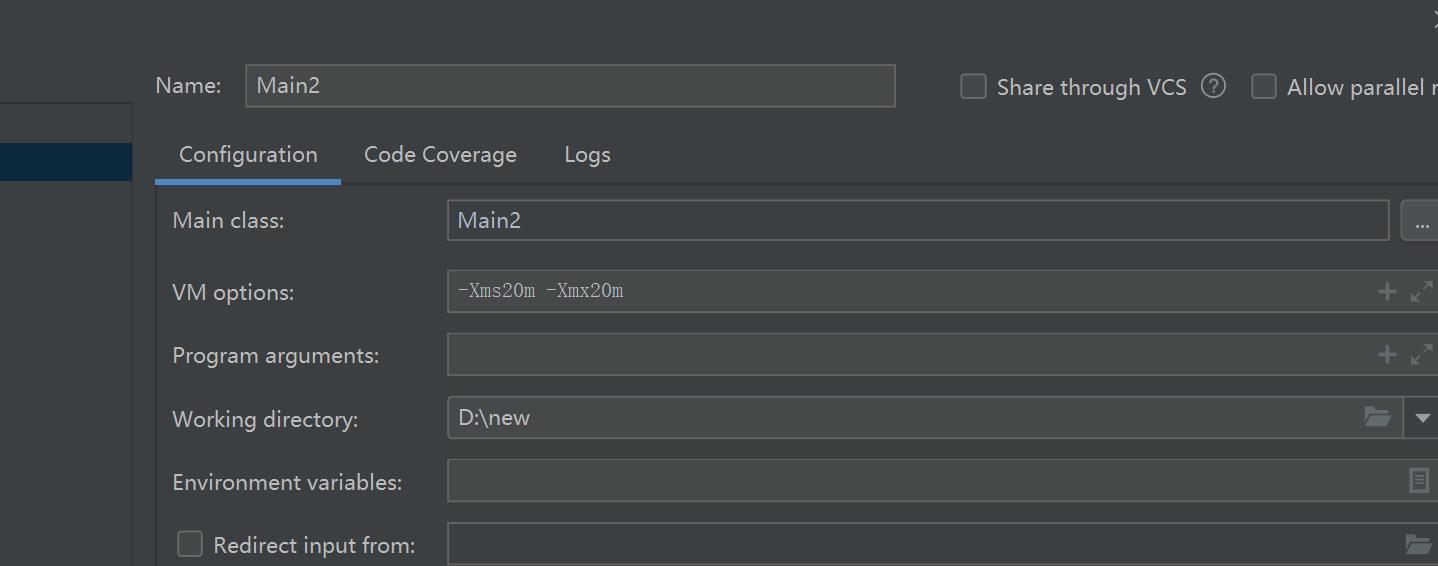 Name: Main2 Share through VCS ? Allow parallel
Configuration Code Coverage Logs
Main class: Main2 ...
VM options: -Xms20m -Xmx20m
Program arguments:
Working directory: D:\new
Environment variables:
Redirect input from: